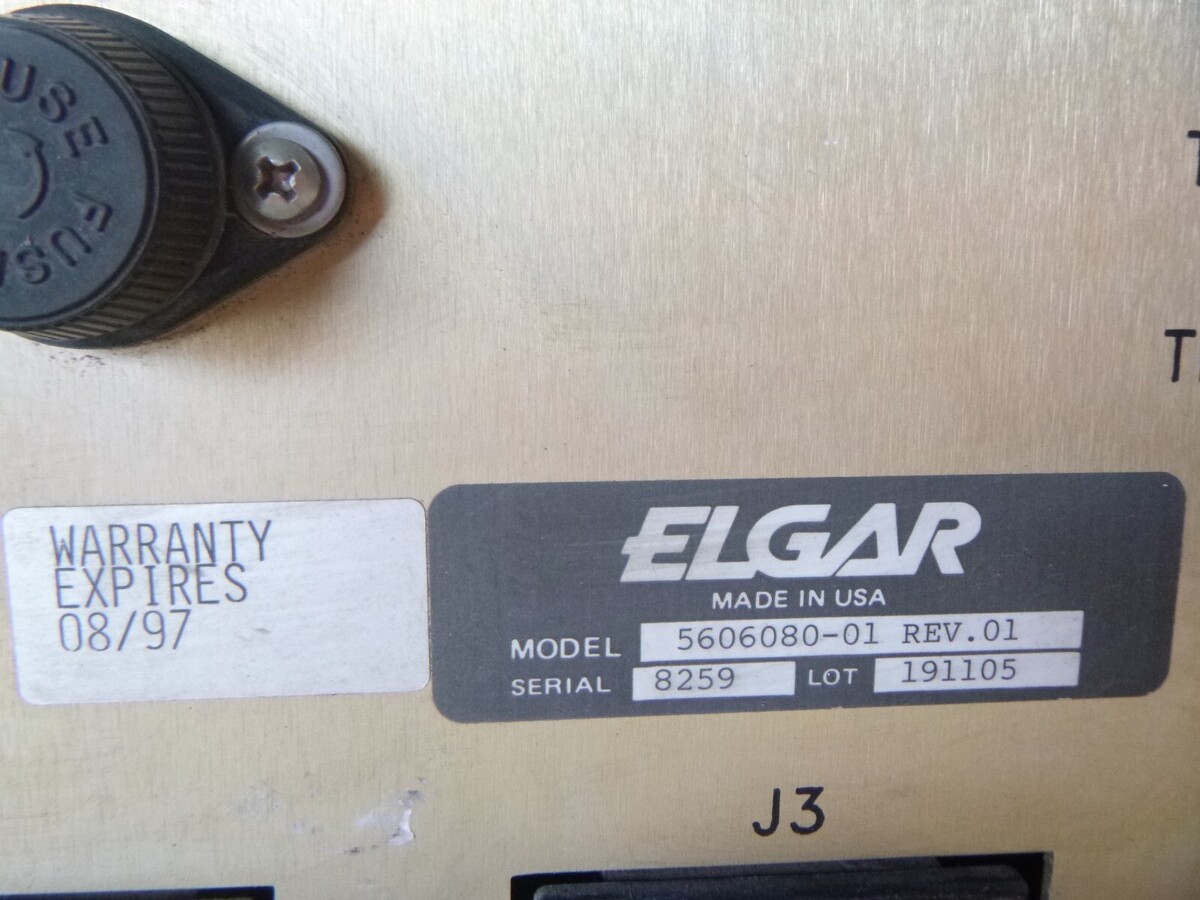 USE FUSA
WARRANTY
EXPIRES
08/97
ELGAR
MADE IN USA
MODEL 5606080-01 REV.01
SERIAL 8259 LOT 191105
J3